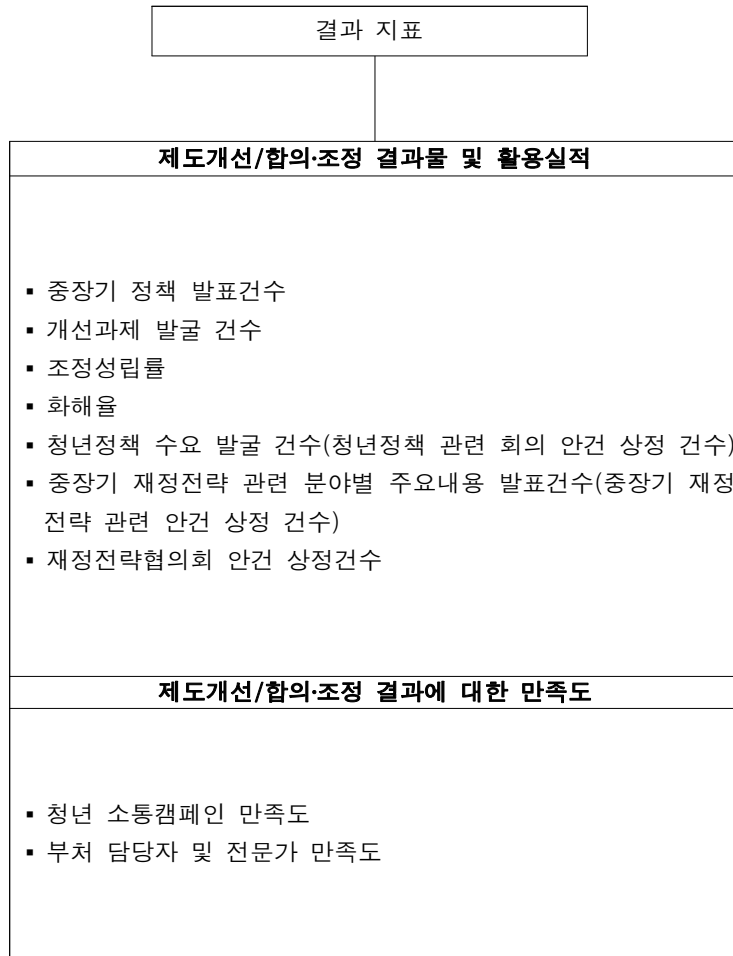 결과 지표
제도개선/합의·조정 결과물 및 활용실적
▪ 중장기 정책 발표건수
▪ 개선과제 발굴 건수
▪ 조정성립률
▪ 화해율
▪ 청년정책 수요 발굴 건수(청년정책 관련 회의 안건 상정 건수)
▪ 중장기 재정전략 관련 분야별 주요내용 발표건수(중장기 재정
전략 관련 안건 상정 건수)
▪ 재정전략협의회 안건 상정건수
제도개선/합의·조정 결과에 대한 만족도
▪ 청년 소통캠페인 만족도
▪ 부처 담당자 및 전문가 만족도